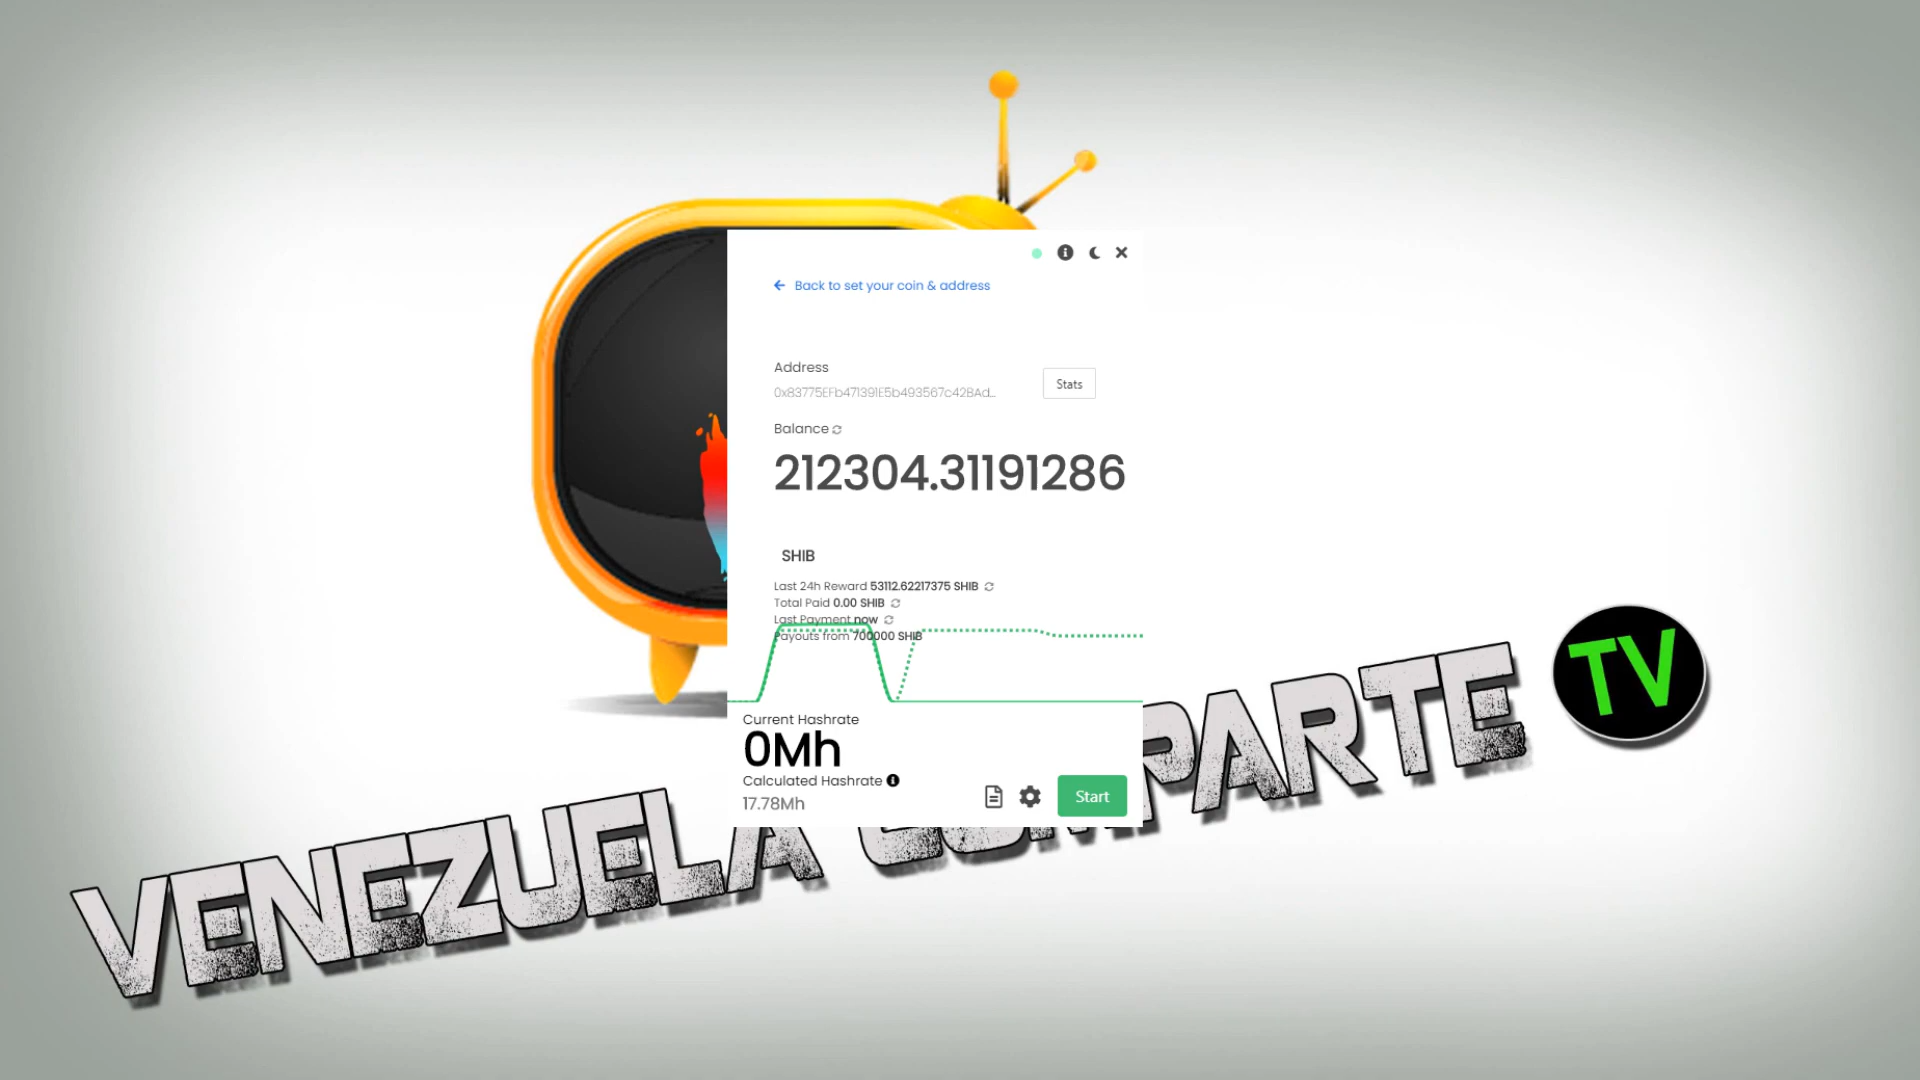 Back to set your coin & address
Address
0x83775EFb471391E5b493567c42BAd...
Stats
Balance
212304.31191286
SHIB
Last 24h Reward 53112.62217375 SHIB
Total Paid 0.00 SHIB
Last Payment now
Payouts from 700000 SHIB
Current Hashrate
0Mh
Calculated Hashrate
17.78Mh
Start
VENEZUELA COMPARTE TV